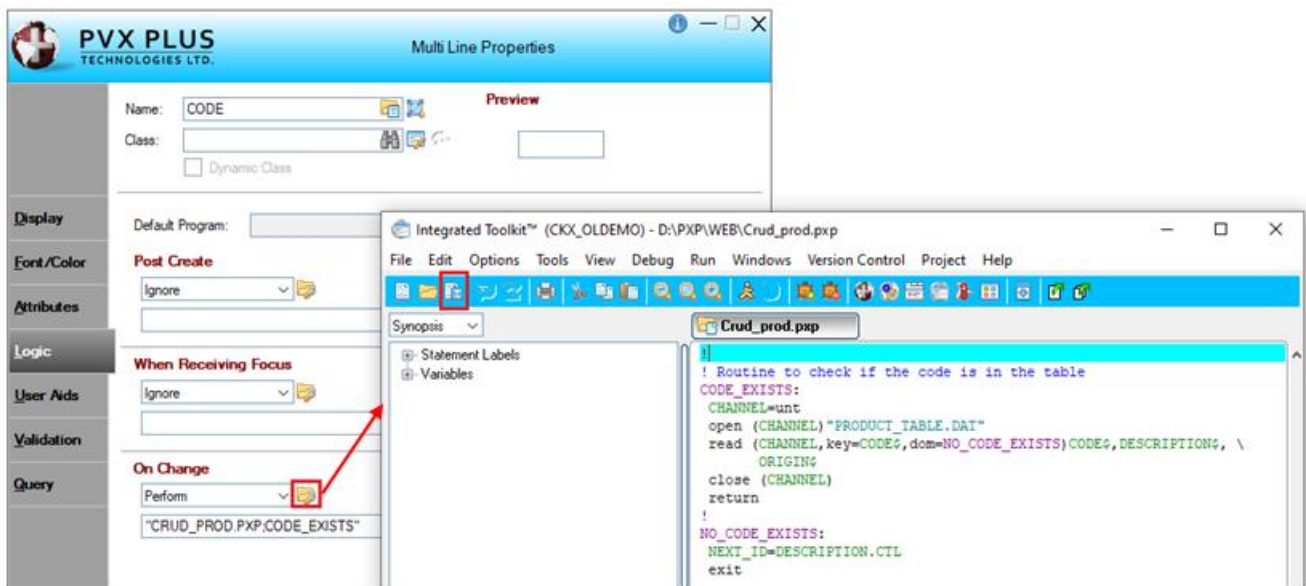 PVX PLUS
TECHNOLOGIES LTD.
Multi Line Properties
Name:
CODE
Preview
Class:
Dynamic Class
Display
Font/Color
Attributes
Logic
User Aids
Validation
Query
Default Program:
Post Create
Ignore
When Receiving Focus
Ignore
On Change
Perform
"CRUD_PROD.PXP;CODE_EXISTS"
Integrated Toolkit™ (CKX_OLDEMO) - D:\PXP\WEB\Crud_prod.pxp
File Edit Options Tools View Debug Run Windows Version Control Project Help
Synopsis
Statement Labels
Variables
Crud_prod.pxp
!
! Routine to check if the code is in the table
CODE_EXISTS:
CHANNEL=unt
open (CHANNEL)"PRODUCT_TABLE.DAT"
read (CHANNEL,key=CODE$,dom=NO_CODE_EXISTS)CODE$,DESCRIPTION$, \
ORIGIN$
close (CHANNEL)
return
!
NO_CODE_EXISTS:
NEXT_ID=DESCRIPTION.CTL
exit